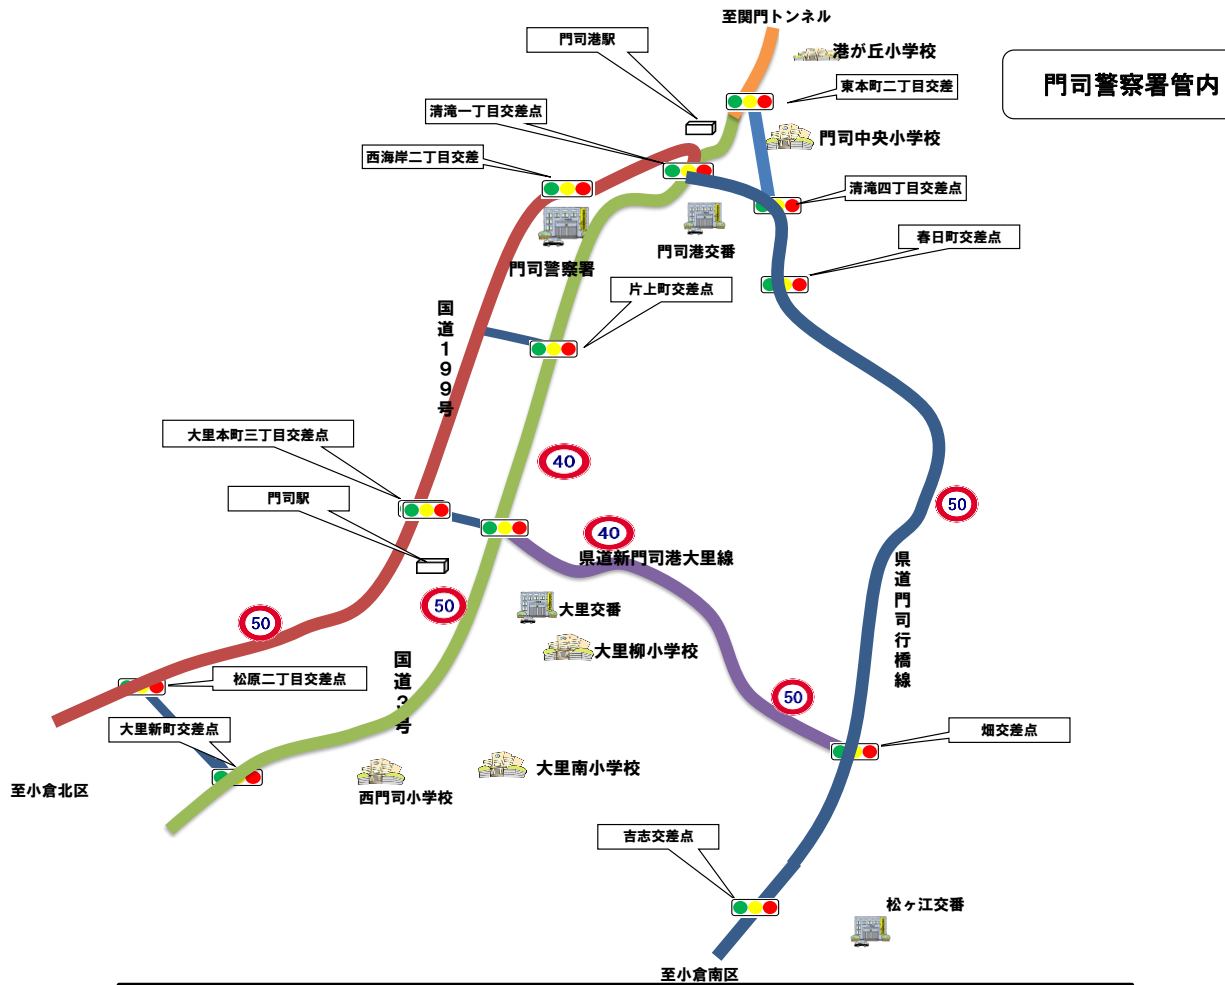 至関門トンネル
門司港駅
港が丘小学校
門司警察署管内
東本町二丁目交差
清滝一丁目交差点
門司中央小学校
西海岸二丁目交差
清滝四丁目交差点
春日町交差点
門司港交番
門司警察署
片上町交差点
国道199号
大里本町三丁目交差点
40
門司駅
50
40
県道新門司港大里線
県道門司行橋線
50
大里交番
50
大里柳小学校
国道3号
松原二丁目交差点
50
大里新町交差点
畑交差点
大里南小学校
至小倉北区
西門司小学校
吉志交差点
松ヶ江交番
至小倉南区